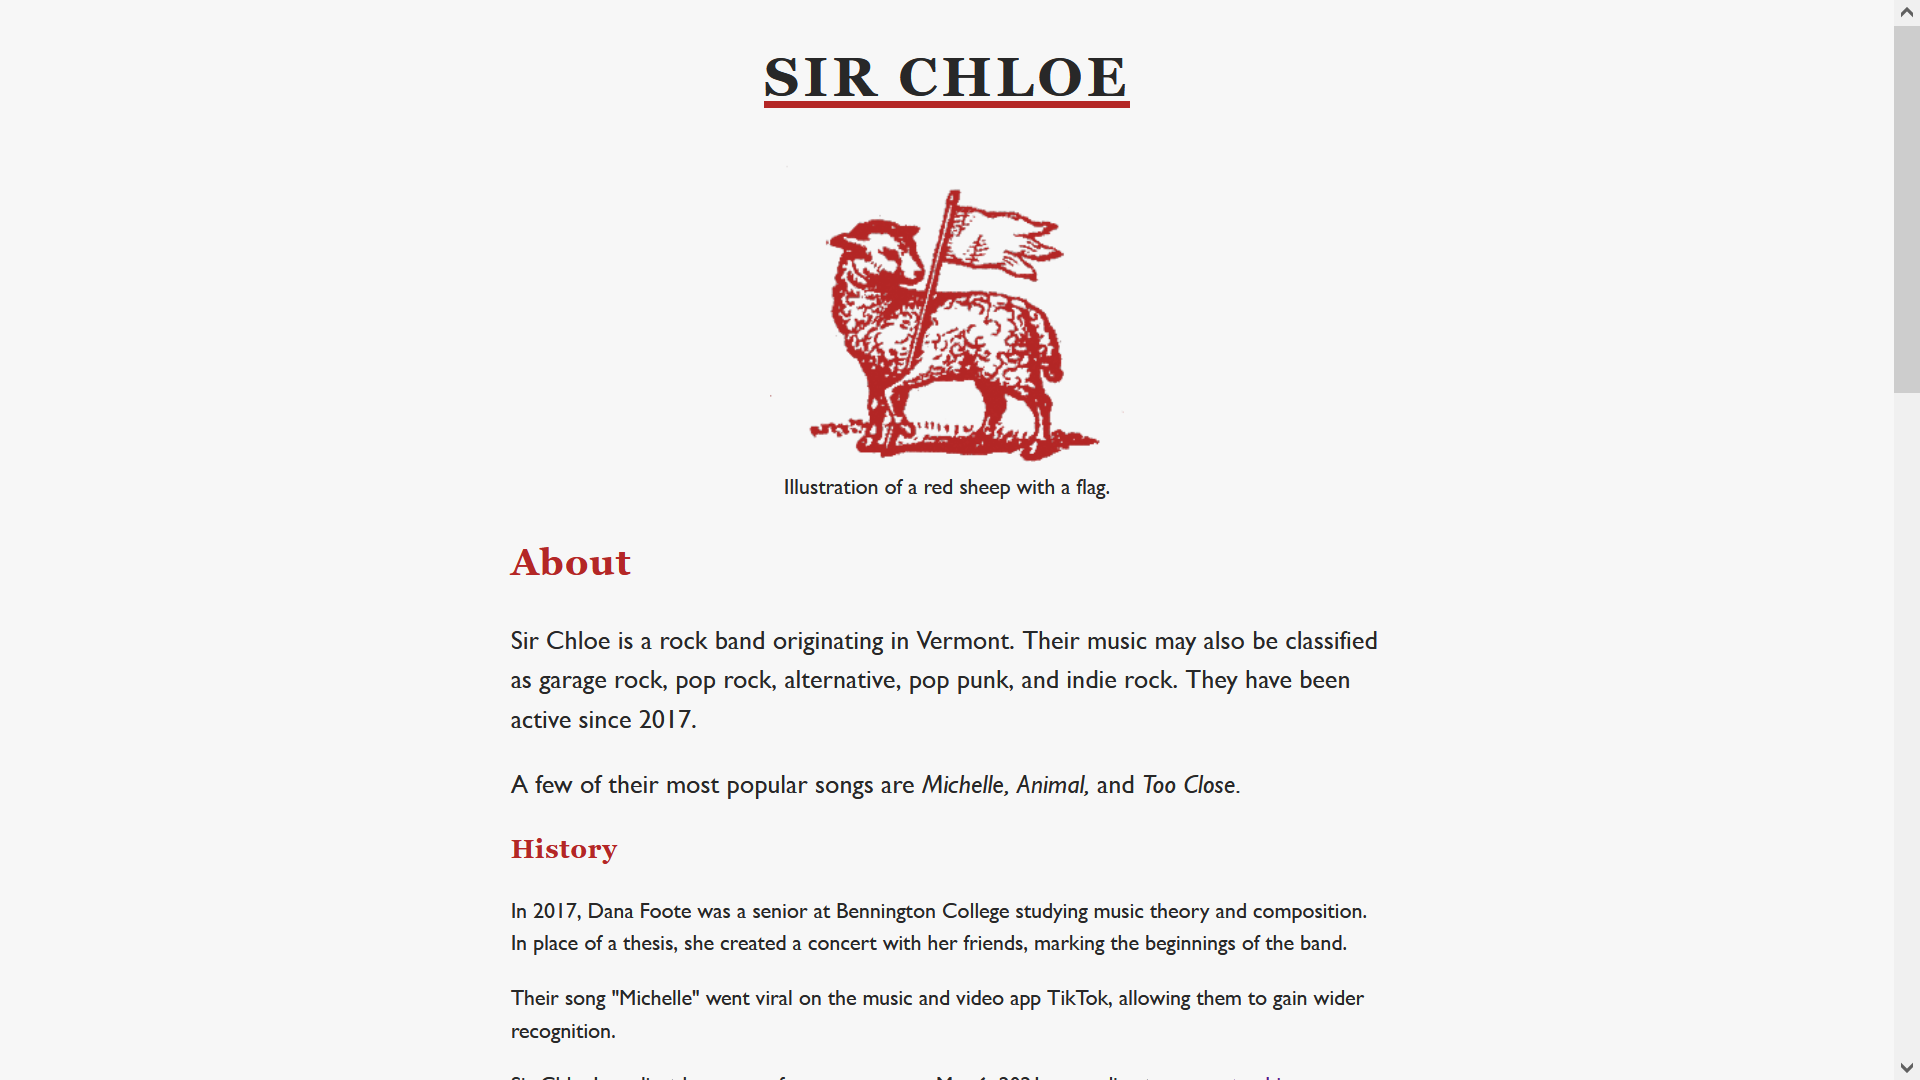 SIR CHLOE
Illustration of a red sheep with a flag.
About
Sir Chloe is a rock band originating in Vermont. Their music may also be classified
as garage rock, pop rock, alternative, pop punk, and indie rock. They have been
active since 2017.
A few of their most popular songs are Michelle, Animal, and Too Close.
History
In 2017, Dana Foote was a senior at Bennington College studying music theory and composition.
In place of a thesis, she created a concert with her friends, marking the beginnings of the band.
Their song "Michelle" went viral on the music and video app TikTok, allowing them to gain wider
recognition.